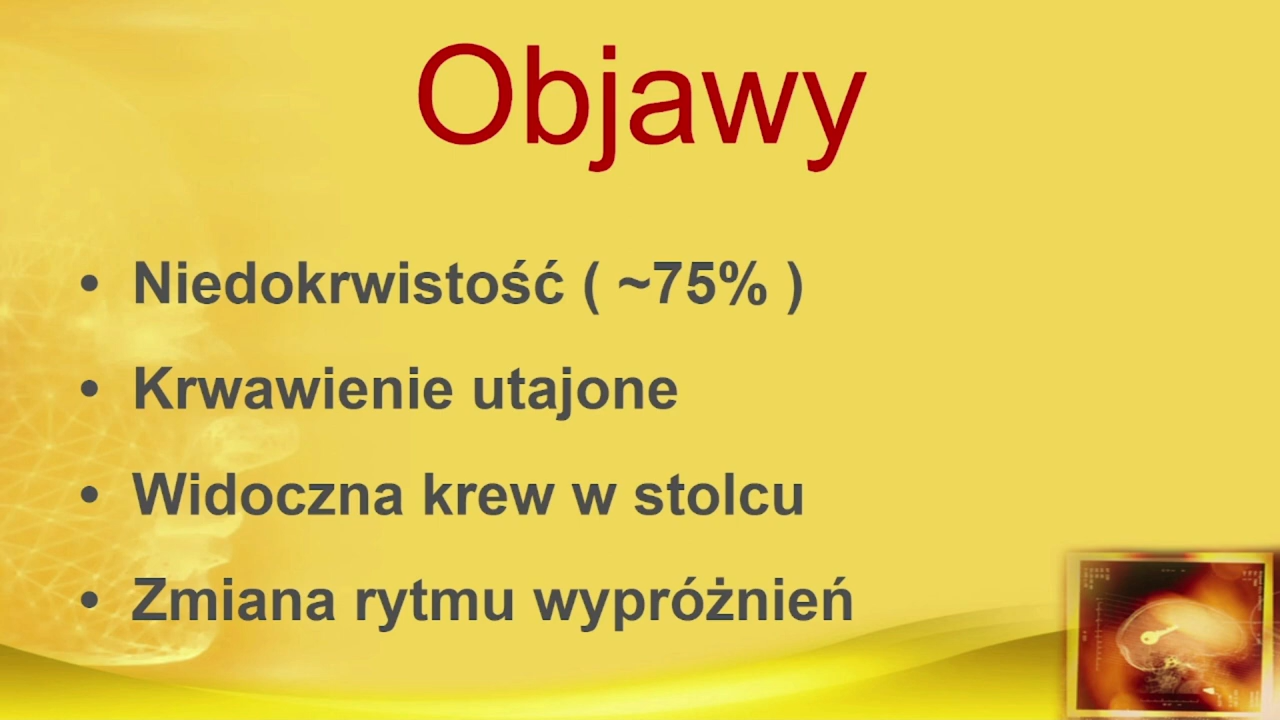 Objawy
• Niedokrwistość ( ~75% )
• Krwawienie utajone
• Widoczna krew w stolcu
• Zmiana rytmu wypróżnień